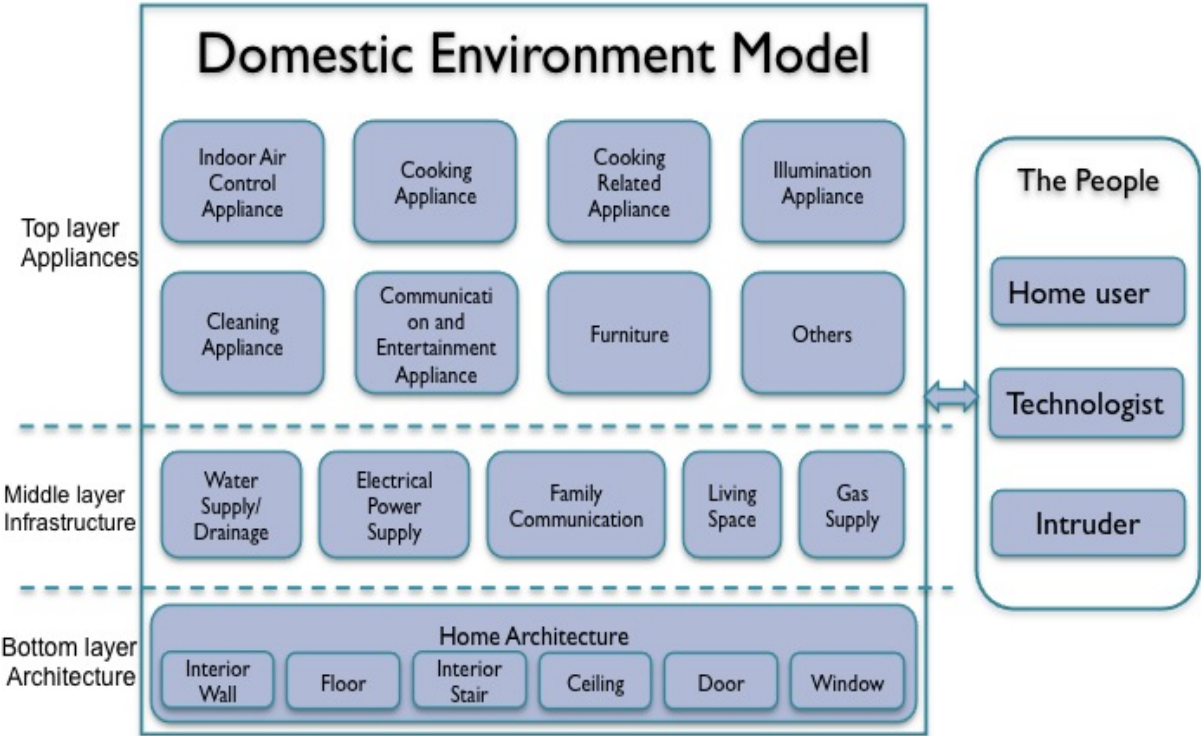 Domestic Environment Model
Top layer
Appliances
Indoor Air
Control
Appliance
Cooking
Appliance
Cooking
Related
Appliance
Illumination
Appliance
Cleaning
Appliance
Communicati
on and
Entertainment
Appliance
Furniture
Others
Middle layer
Infrastructure
Water
Supply/
Drainage
Electrical
Power
Supply
Family
Communication
Living
Space
Gas
Supply
Bottom layer
Architecture
Home Architecture
Interior
Wall
Floor
Interior
Stair
Ceiling
Door
Window
The People
Home user
Technologist
Intruder